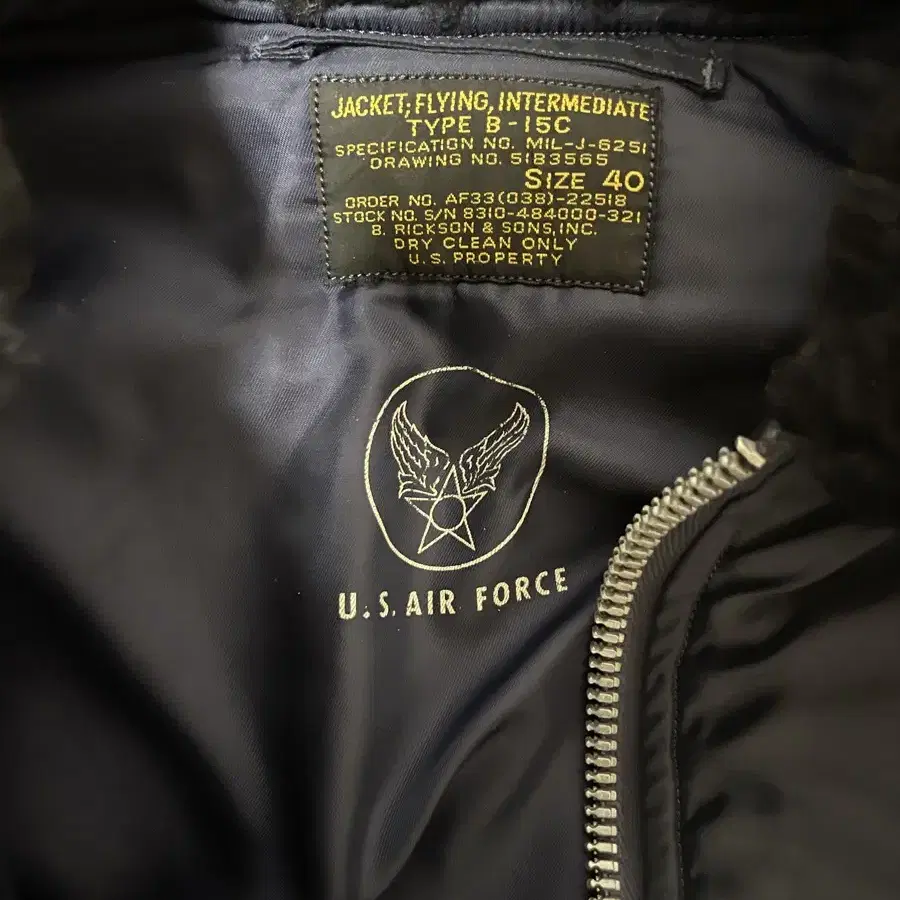 JACKET, FLYING, INTERMEDIATE
TYPE B-15C
SPECIFICATION NO. MIL-J-6251
DRAWING NO. 51B3565
SIZE 40
ORDER NO. AF33(038)-22518
STOCK NO. S/N 8310-484000-321
B. RICKSON & SONS, INC.
DRY CLEAN ONLY
U.S. PROPERTY
U.S. AIR FORCE